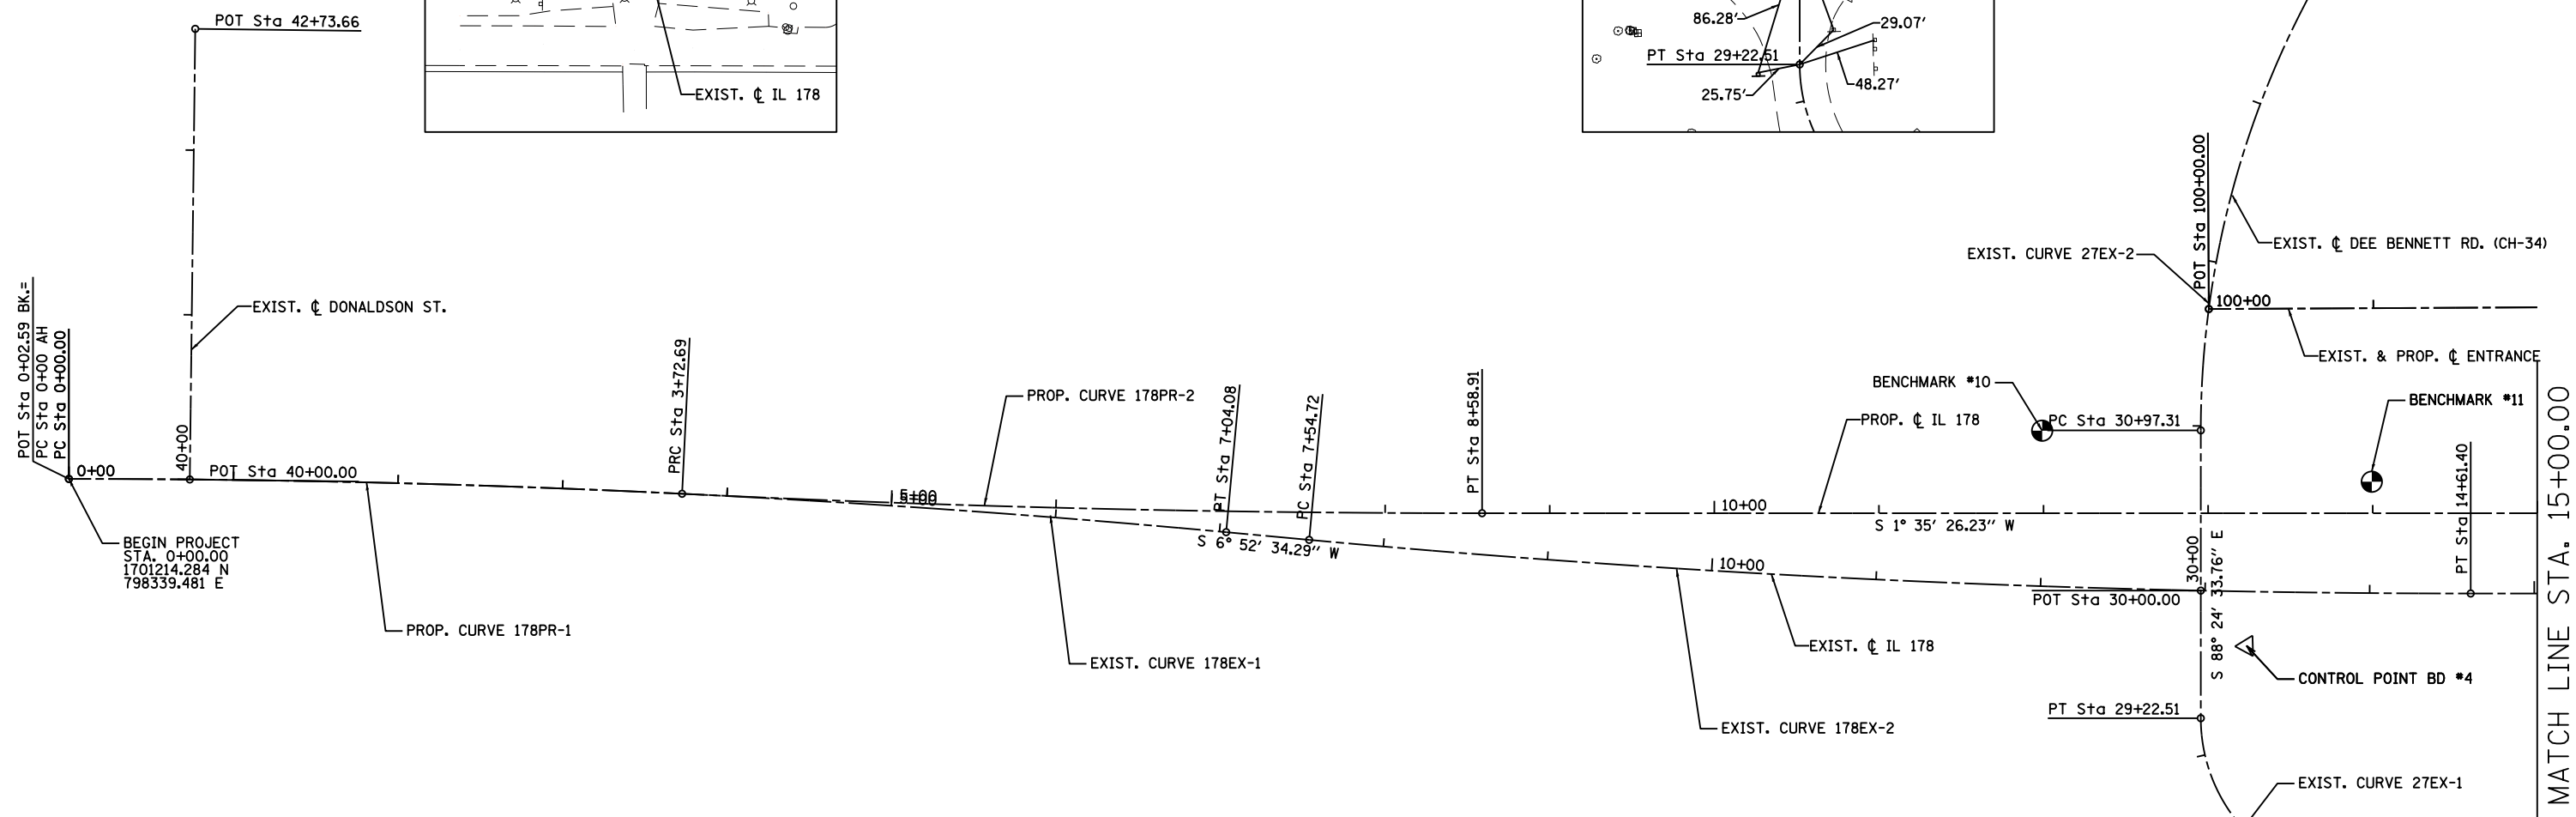 POT Sta 42+73.66
EXIST. ℄ IL 178
86.28′
29.07′
PT Sta 29+22.51
25.75′
48.27′
POT Sta 100+00.00
EXIST. ℄ DEE BENNETT RD. (CH-34)
EXIST. CURVE 27EX-2
100+00
EXIST. & PROP. ℄ ENTRANCE
EXIST. ℄ DONALDSON ST.
POT Sta 0+02.59 BK.=
PC Sta 0+00 AH
PC Sta 0+00.00
0+00
40+00
POT Sta 40+00.00
PRC Sta 3+72.69
PROP. CURVE 178PR-2
5+00
5+00
PT Sta 7+04.08
PC Sta 7+54.72
PT Sta 8+58.91
BENCHMARK #10
PROP. ℄ IL 178
PC Sta 30+97.31
BENCHMARK #11
PT Sta 14+61.40
10+00
S 1° 35′ 26.23″ W
S 6° 52′ 34.29″ W
10+00
30+00
S 88° 24′ 33.76″ E
POT Sta 30+00.00
BEGIN PROJECT
STA. 0+00.00
1701214.284 N
798339.481 E
PROP. CURVE 178PR-1
EXIST. CURVE 178EX-1
EXIST. ℄ IL 178
CONTROL POINT BD #4
EXIST. CURVE 178EX-2
PT Sta 29+22.51
EXIST. CURVE 27EX-1
MATCH LINE STA. 15+00.00